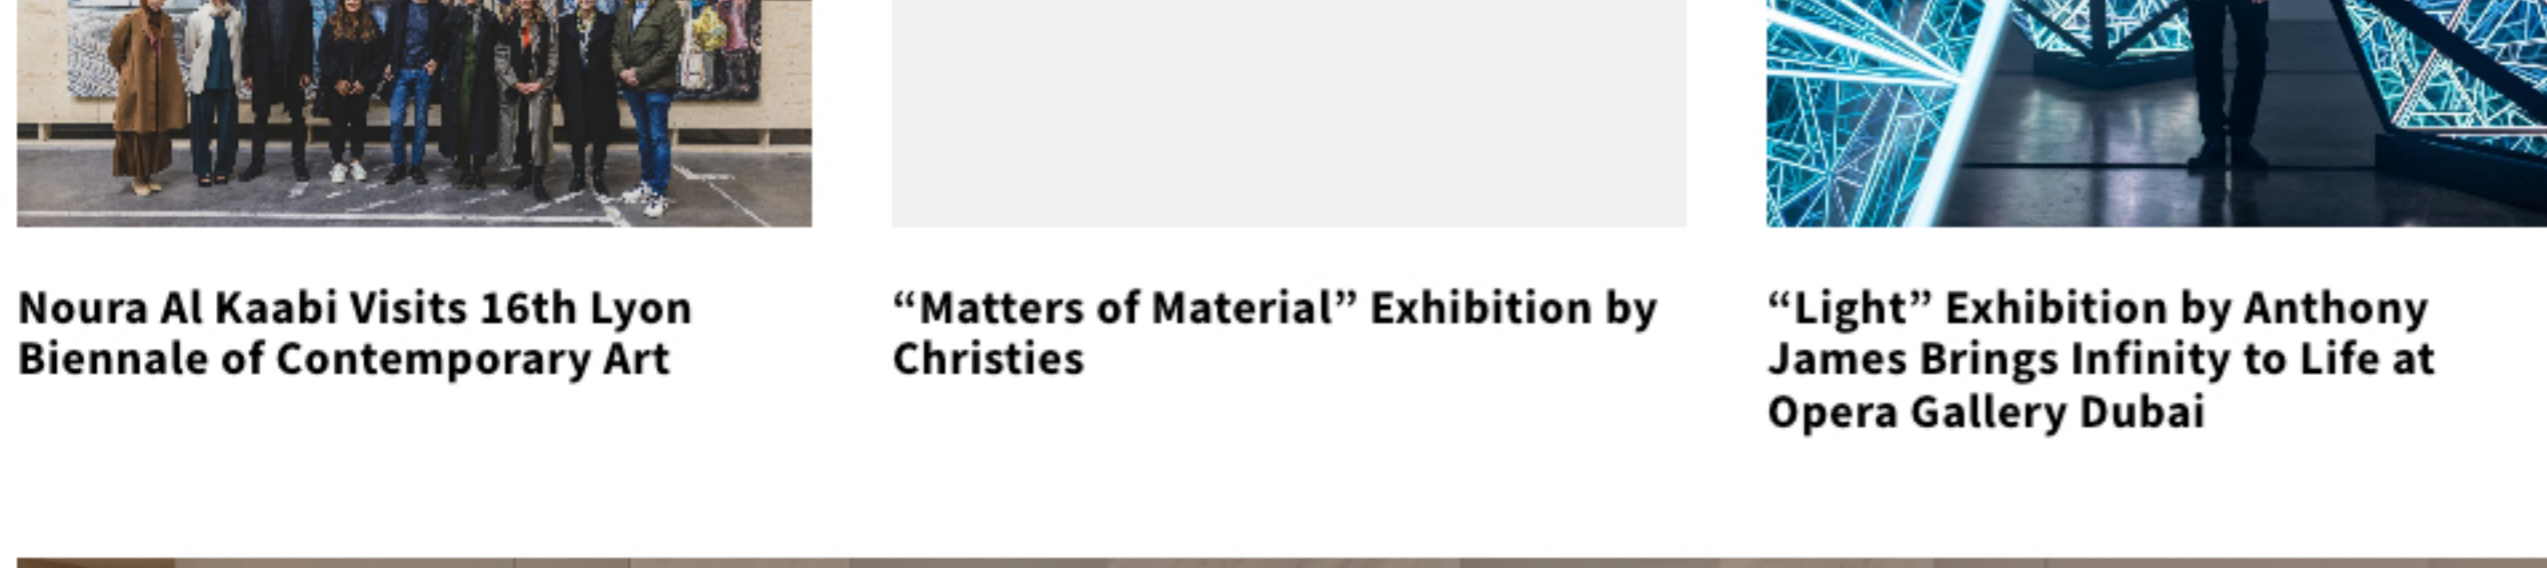 Noura Al Kaabi Visits 16th Lyon
Biennale of Contemporary Art
“Matters of Material” Exhibition by
Christies
“Light” Exhibition by Anthony
James Brings Infinity to Life at
Opera Gallery Dubai